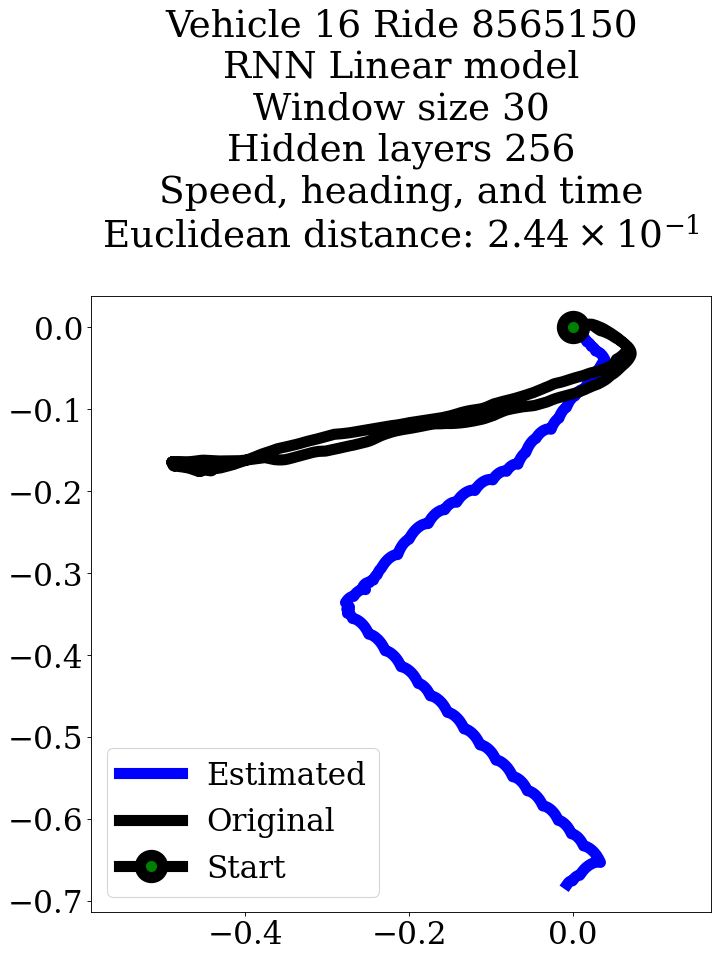 Vehicle 16 Ride 8565150
RNN Linear model
Window size 30
Hidden layers 256
Speed, heading, and time
Euclidean distance: 2.44 × 10⁻¹
0.0
−0.1
−0.2
−0.3
−0.4
−0.5
−0.6
−0.7
Estimated
Original
Start
−0.4 −0.2 0.0